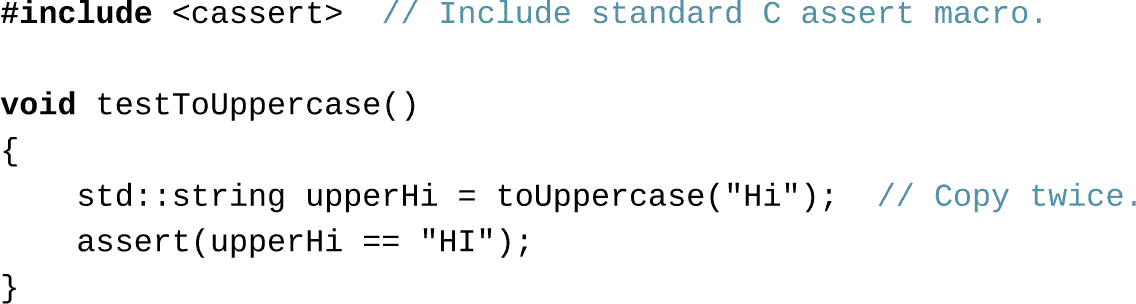 #include <cassert>  // Include standard C assert macro.

void testToUppercase()
{
    std::string upperHi = toUppercase("Hi");  // Copy twice.
    assert(upperHi == "HI");
}